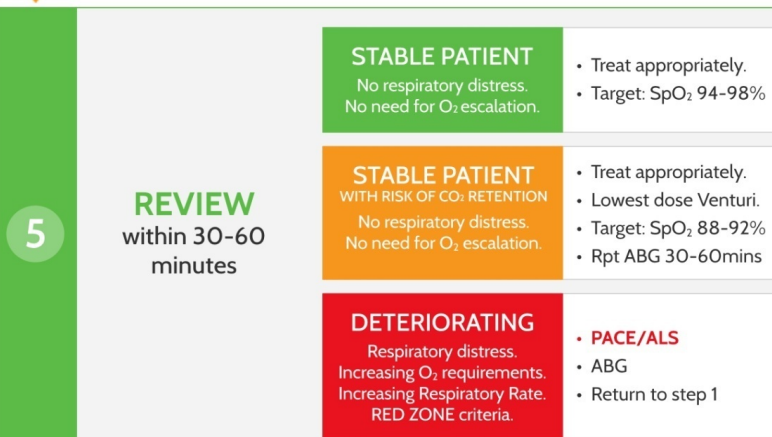 5
REVIEW
within 30-60
minutes
STABLE PATIENT
No respiratory distress.
No need for O₂ escalation.
• Treat appropriately.
• Target: SpO₂ 94-98%
STABLE PATIENT
WITH RISK OF CO₂ RETENTION
No respiratory distress.
No need for O₂ escalation.
• Treat appropriately.
• Lowest dose Venturi.
• Target: SpO₂ 88-92%
• Rpt ABG 30-60mins
DETERIORATING
Respiratory distress.
Increasing O₂ requirements.
Increasing Respiratory Rate.
RED ZONE criteria.
• PACE/ALS
• ABG
• Return to step 1